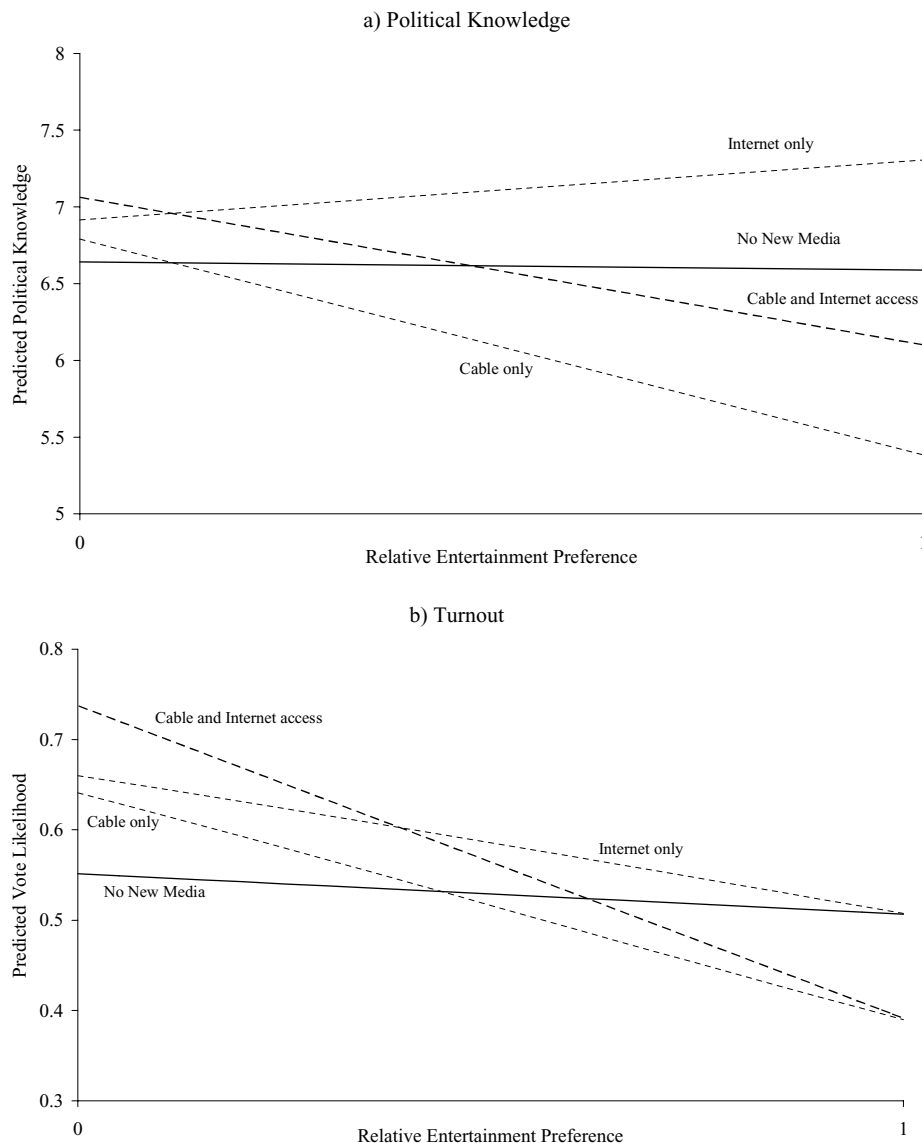 a) Political Knowledge
8
7.5
Internet only
7
No New Media
6.5
Cable and Internet access
6
Cable only
5.5
5
0
1
Relative Entertainment Preference
Predicted Political Knowledge
b) Turnout
0.8
Cable and Internet access
0.7
0.6
Cable only
Internet only
No New Media
0.5
0.4
0.3
0
1
Relative Entertainment Preference
Predicted Vote Likelihood